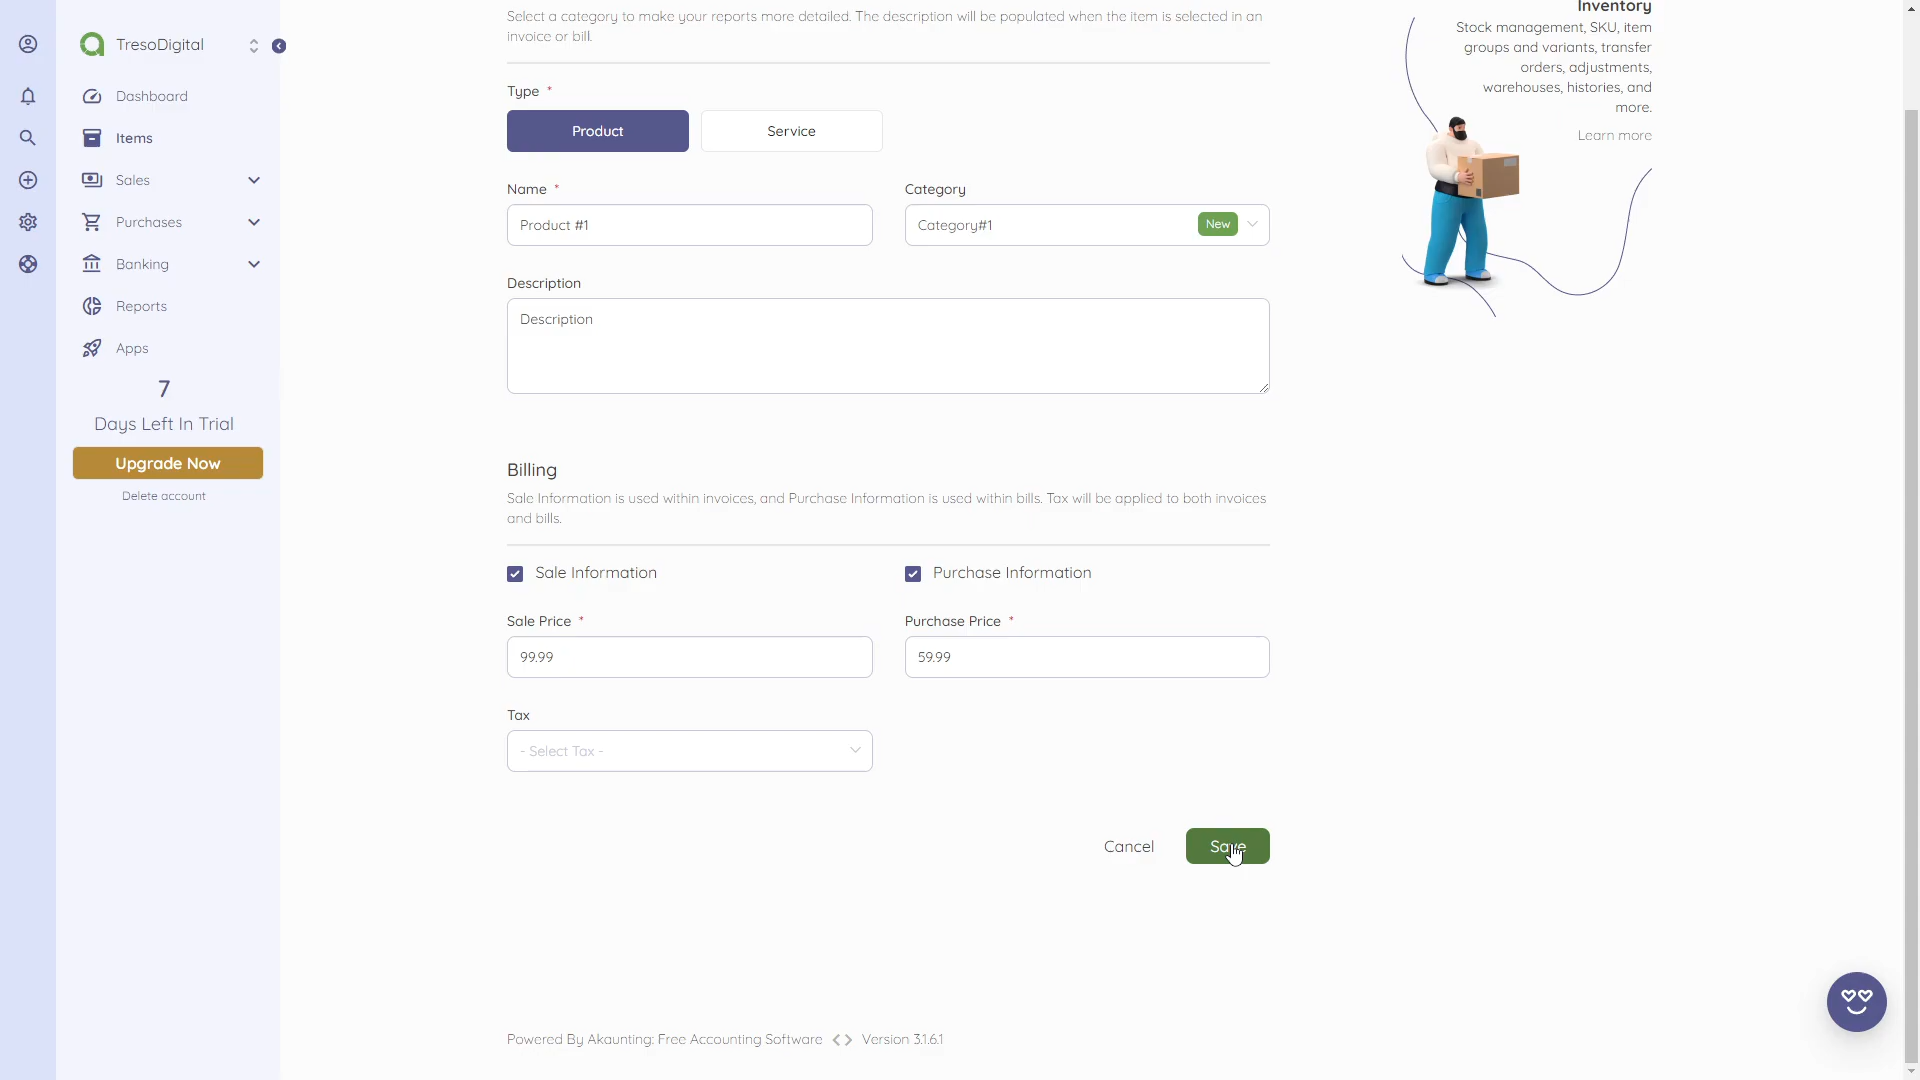 TresoDigital
Dashboard
Items
Sales
Purchases
Banking
Reports
Apps
7
Days Left In Trial
Upgrade Now
Delete account
Select a category to make your reports more detailed. The description will be populated when the item is selected in an
invoice or bill.
Type *
Product
Service
Name *
Category
Product #1
Category#1
New
Description
Description
Billing
Sale Information is used within invoices, and Purchase Information is used within bills. Tax will be applied to both invoices
and bills.
Sale Information
Purchase Information
Sale Price *
Purchase Price *
99.99
59.99
Tax
- Select Tax -
Cancel
Save
Powered By Akaunting: Free Accounting Software <> Version 3.1.6.1
Inventory
Stock management, SKU, item
groups and variants, transfer
orders, adjustments,
warehouses, histories, and
more.
Learn more